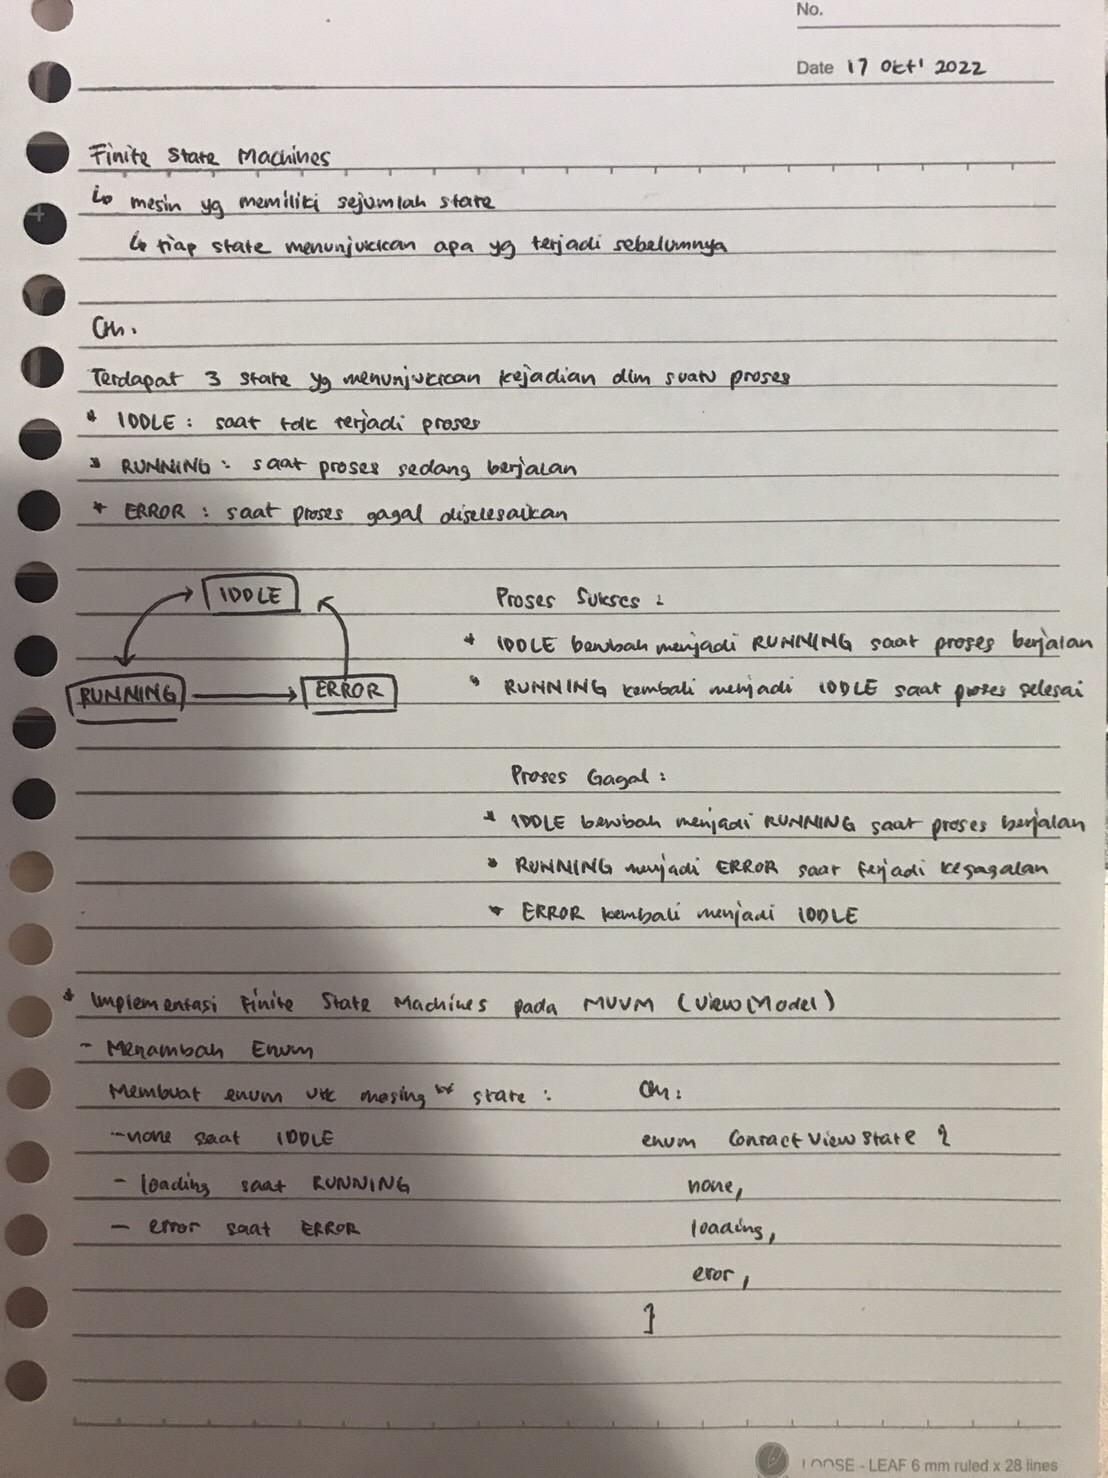 No.
Date 17 Okt' 2022
Finite State Machines
↳ mesin yg memiliki sejumlah state
↳ tiap state menunjukkan apa yg terjadi sebelumnya
Cth.
Terdapat 3 state yg menunjukkan kejadian dlm suatu proses
* IDDLE : saat tdk terjadi proses
* RUNNING : saat proses sedang berjalan
* ERROR : saat proses gagal diselesaikan
IDDLE
RUNNING
ERROR
Proses Sukses :
* IDDLE berubah menjadi RUNNING saat proses berjalan
* RUNNING kembali menjadi IDDLE saat proses selesai
Proses Gagal :
* IDDLE berubah menjadi RUNNING saat proses berjalan
* RUNNING menjadi ERROR saat terjadi kegagalan
* ERROR kembali menjadi IDDLE
* Implementasi Finite State Machines pada MVVM (View Model)
- Menambah Enum
Membuat enum utk masing" state :
- none saat IDDLE
- loading saat RUNNING
- error saat ERROR
Cth :
enum ContactViewState {
none,
loading,
eror,
}
LOOSE - LEAF 6 mm ruled x 28 lines